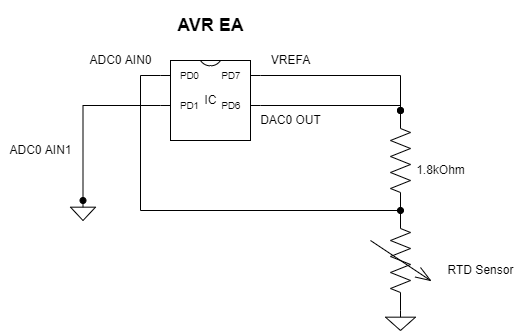 AVR EA
ADC0 AIN0
VREFA
PD0
PD7
IC
PD1
PD6
DAC0 OUT
ADC0 AIN1
1.8kOhm
RTD Sensor